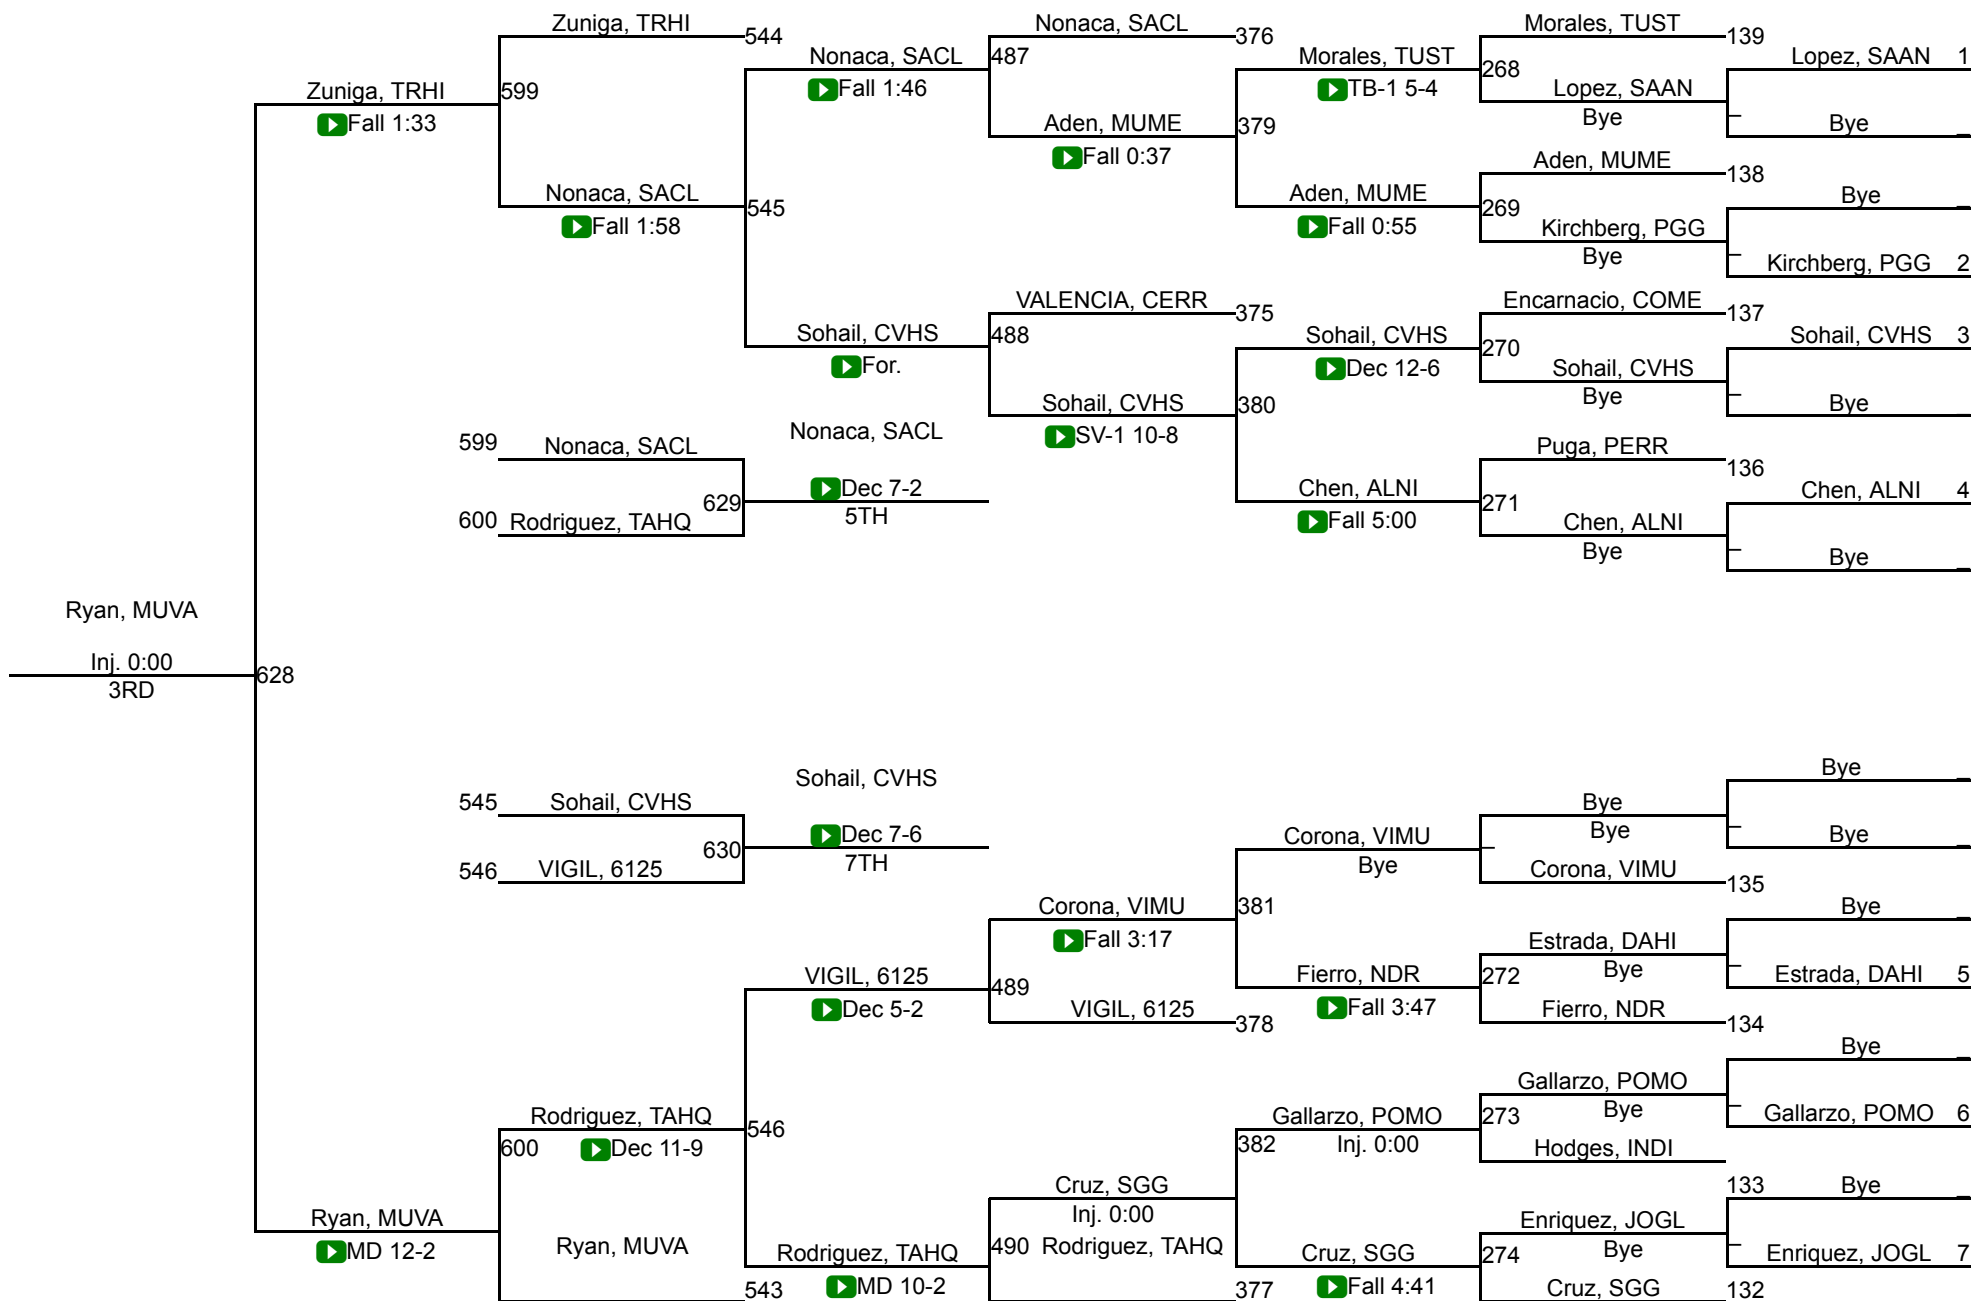 Zuniga, TRHI
544
Nonaca, SACL
376
Morales, TUST
139
Nonaca, SACL
487
Morales, TUST
268
Lopez, SAAN
1
Fall 1:46
TB-1 5-4
Lopez, SAAN
Bye
Zuniga, TRHI
599
Fall 1:33
Aden, MUME
379
Bye
Fall 0:37
Aden, MUME
138
Nonaca, SACL
545
Aden, MUME
269
Bye
Fall 1:58
Fall 0:55
Kirchberg, PGG
Bye
Kirchberg, PGG
2
VALENCIA, CERR
375
Encarnacio, COME
137
Sohail, CVHS
488
Sohail, CVHS
270
Sohail, CVHS
3
For.
Dec 12-6
Sohail, CVHS
Bye
Sohail, CVHS
380
Bye
SV-1 10-8
599
Nonaca, SACL
Nonaca, SACL
Puga, PERR
136
629
Dec 7-2
5TH
Chen, ALNI
271
Chen, ALNI
4
Fall 5:00
600
Rodriguez, TAHQ
Chen, ALNI
Bye
Bye
Ryan, MUVA
Inj. 0:00
3RD
628
Sohail, CVHS
Bye
545
Sohail, CVHS
Bye
Bye
630
Dec 7-6
7TH
Corona, VIMU
Bye
Bye
546
VIGIL, 6125
Corona, VIMU
135
Corona, VIMU
381
Bye
Fall 3:17
Estrada, DAHI
Bye
VIGIL, 6125
489
Fierro, NDR
272
Estrada, DAHI
5
Dec 5-2
VIGIL, 6125
378
Fall 3:47
Fierro, NDR
134
Bye
Gallarzo, POMO
Bye
Rodriguez, TAHQ
546
Gallarzo, POMO
273
Gallarzo, POMO
6
600
Dec 11-9
382
Inj. 0:00
Hodges, INDI
133
Cruz, SGG
Inj. 0:00
Bye
Ryan, MUVA
MD 12-2
Enriquez, JOGL
Bye
Ryan, MUVA
543
Rodriguez, TAHQ
490
Rodriguez, TAHQ
377
Cruz, SGG
274
Enriquez, JOGL
7
MD 10-2
Fall 4:41
Cruz, SGG
132